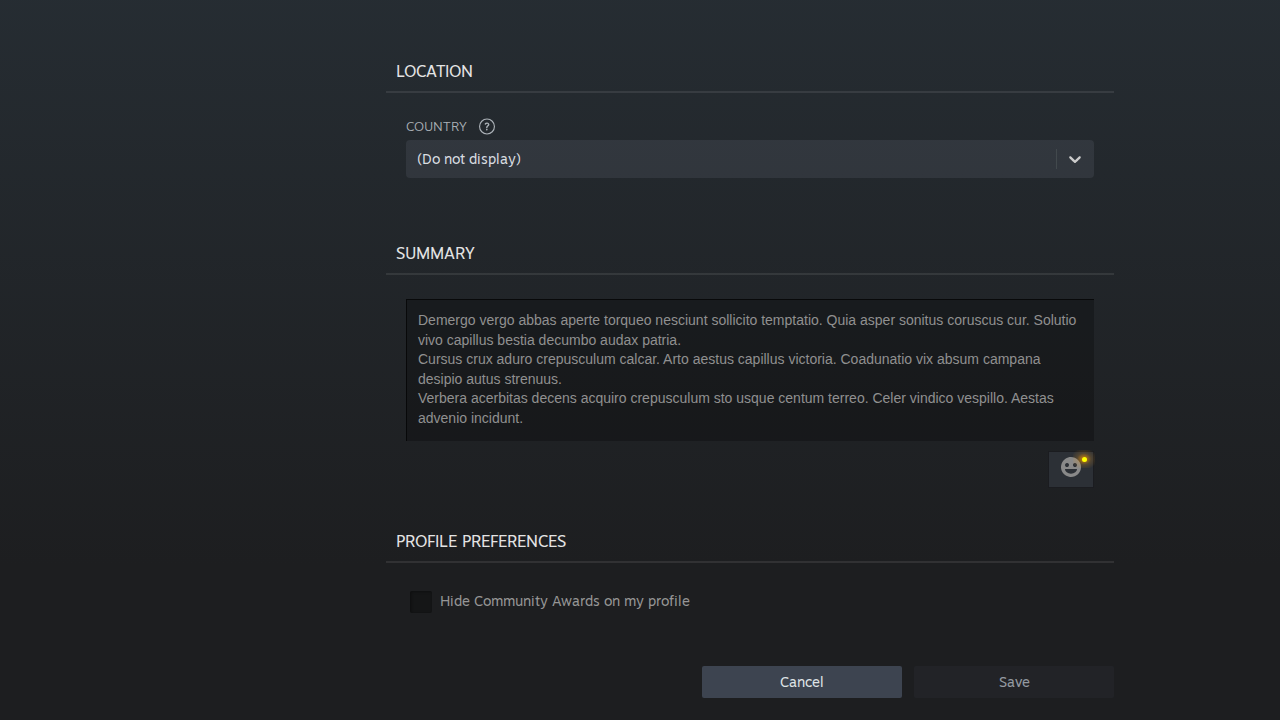 LOCATION
COUNTRY ?
(Do not display)
SUMMARY
Demergo vergo abbas aperte torqueo nesciunt sollicito temptatio. Quia asper sonitus coruscus cur. Solutio
vivo capillus bestia decumbo audax patria.
Cursus crux aduro crepusculum calcar. Arto aestus capillus victoria. Coadunatio vix absum campana
desipio autus strenuus.
Verbera acerbitas decens acquiro crepusculum sto usque centum terreo. Celer vindico vespillo. Aestas
advenio incidunt.
PROFILE PREFERENCES
Hide Community Awards on my profile
Cancel Save